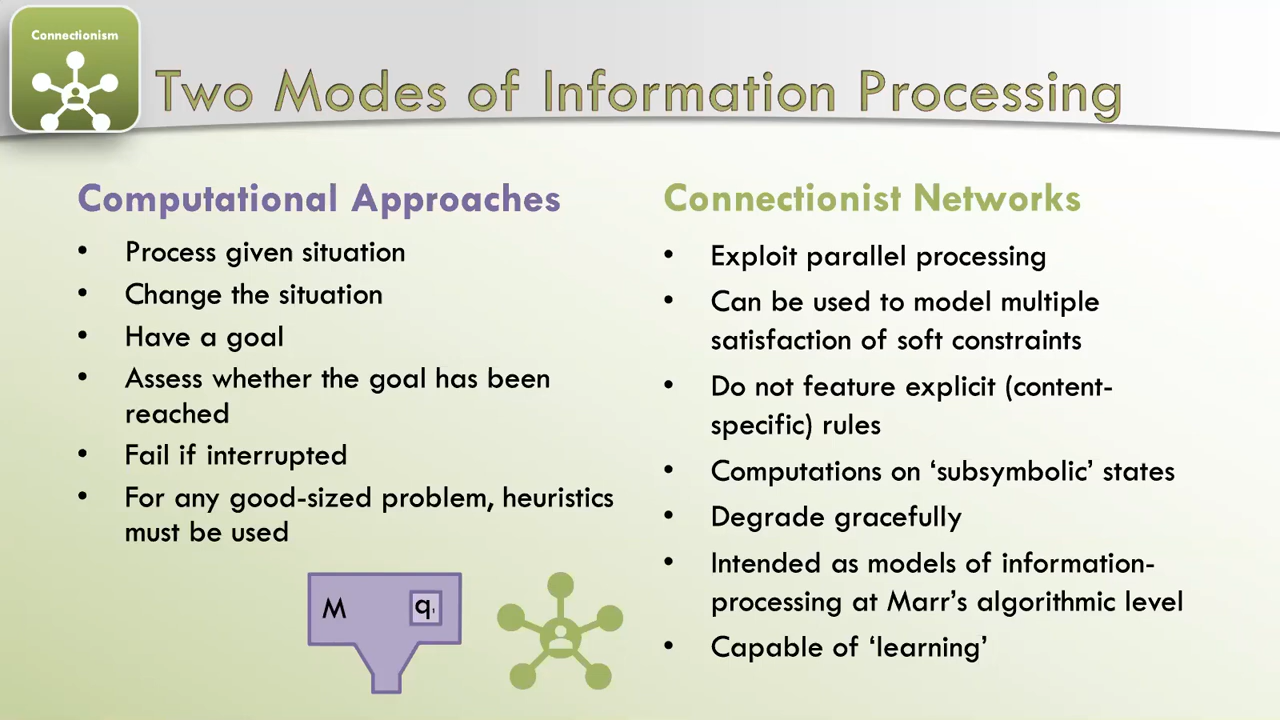 Connectionism
Two Modes of Information Processing
Computational Approaches
• Process given situation
• Change the situation
• Have a goal
• Assess whether the goal has been
reached
• Fail if interrupted
• For any good-sized problem, heuristics
must be used
M
q₁
Connectionist Networks
• Exploit parallel processing
• Can be used to model multiple
satisfaction of soft constraints
• Do not feature explicit (content-
specific) rules
• Computations on ‘subsymbolic’ states
• Degrade gracefully
• Intended as models of information-
processing at Marr’s algorithmic level
• Capable of ‘learning’